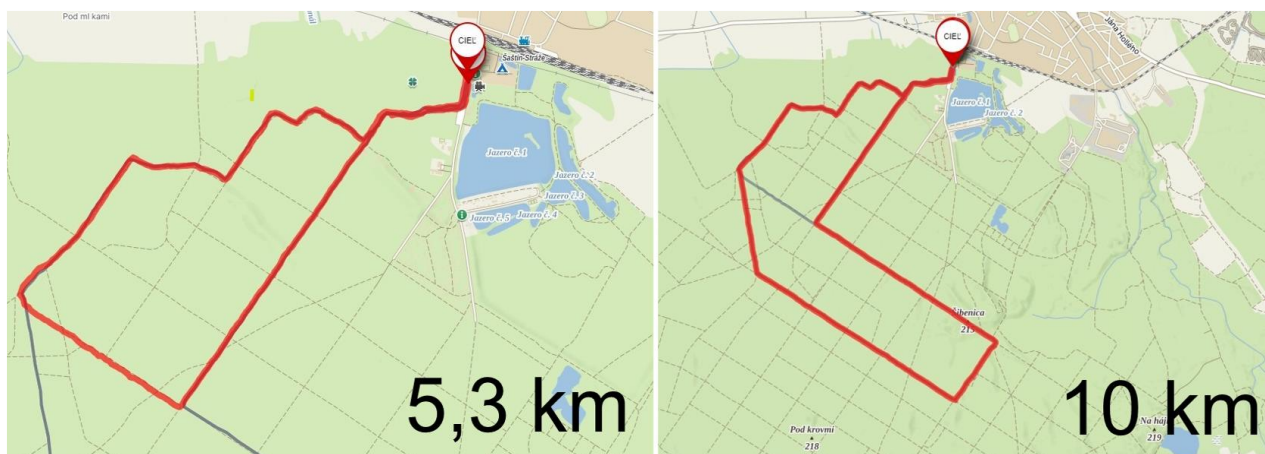 Pod ml kami
CIEĽ
Šaštín-Stráže
Jazero č. 1
Jazero č. 2
Jazero č. 3
Jazero č. 5
Jazero č. 4
5,3 km
CIEĽ
Jána Hollého
Jazero č. 1
Jazero č. 2
Šibenica
215
Pod krovmi
218
Na háji
219
10 km